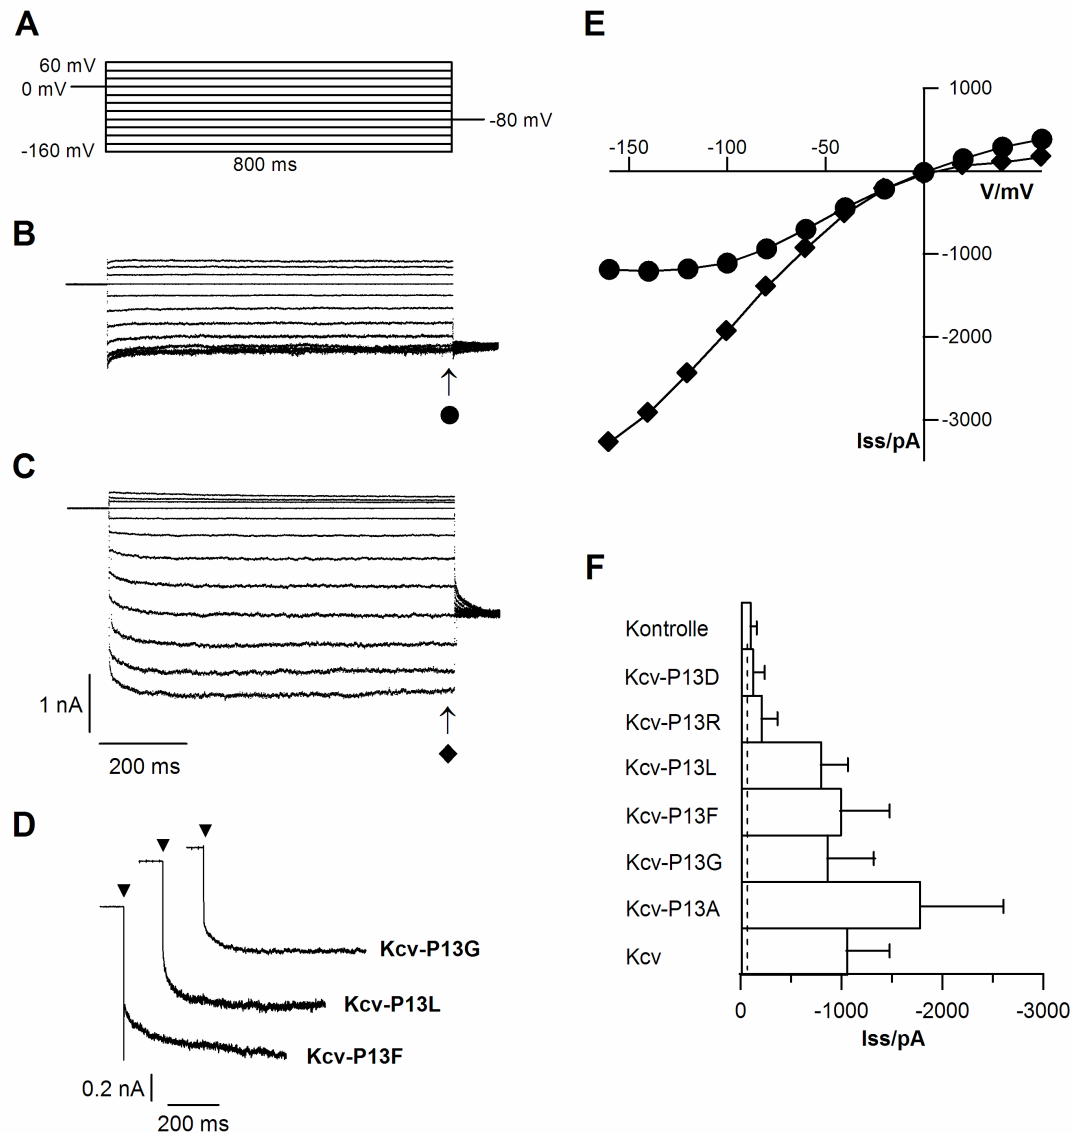 A
60 mV
0 mV
-80 mV
-160 mV
800 ms
B
C
1 nA
200 ms
D
Kcv-P13G
Kcv-P13L
Kcv-P13F
0.2 nA
200 ms
E
1000
-150
-100
-50
V/mV
-1000
-2000
-3000
Iss/pA
F
Kontrolle
Kcv-P13D
Kcv-P13R
Kcv-P13L
Kcv-P13F
Kcv-P13G
Kcv-P13A
Kcv
0
-1000
-2000
-3000
Iss/pA